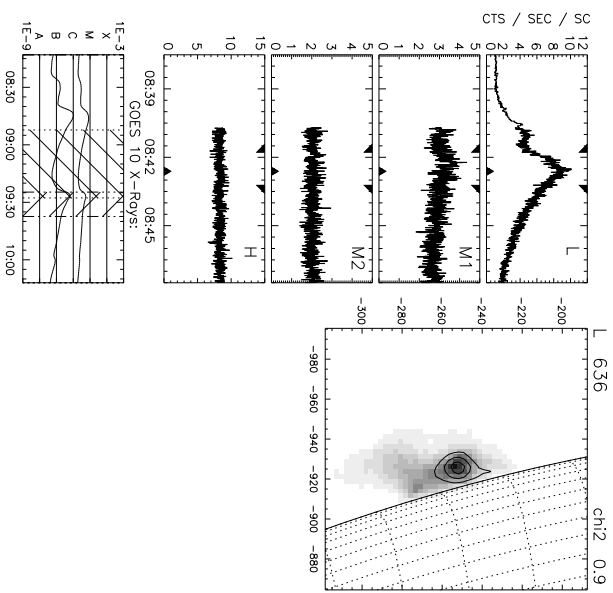 CTS / SEC / SC
0 2 4 6 8 10 12
L
0 1 2 3 4 5
M1
0 1 2 3 4 5
M2
0 5 10 15
H
08:39 08:42 08:45
GOES 10 X-Rays:
1E-9 A B C M X 1E-3
08:30 09:00 09:30 10:00
L 636 chi2 0.9
-300 -280 -260 -240 -220 -200
-980 -960 -940 -920 -900 -880